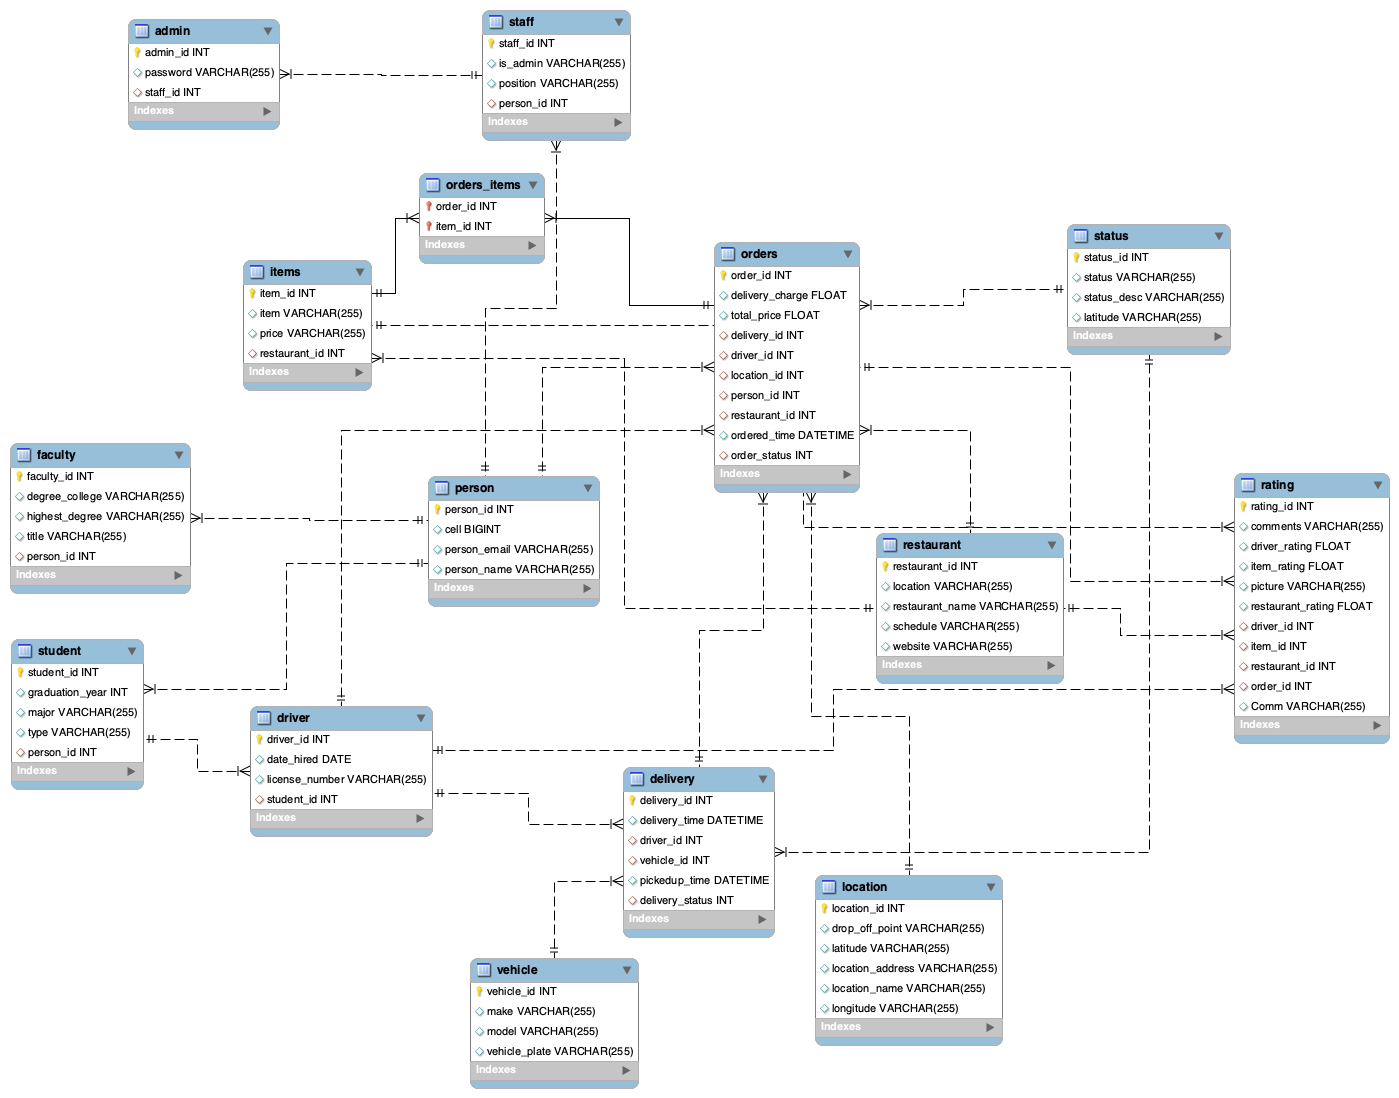 admin
admin_id INT
password VARCHAR(255)
staff_id INT
Indexes
staff
staff_id INT
is_admin VARCHAR(255)
position VARCHAR(255)
person_id INT
Indexes
orders_items
order_id INT
item_id INT
Indexes
items
item_id INT
item VARCHAR(255)
price VARCHAR(255)
restaurant_id INT
Indexes
orders
order_id INT
delivery_charge FLOAT
total_price FLOAT
delivery_id INT
driver_id INT
location_id INT
person_id INT
restaurant_id INT
ordered_time DATETIME
order_status INT
Indexes
status
status_id INT
status VARCHAR(255)
status_desc VARCHAR(255)
latitude VARCHAR(255)
Indexes
faculty
faculty_id INT
degree_college VARCHAR(255)
highest_degree VARCHAR(255)
title VARCHAR(255)
person_id INT
Indexes
person
person_id INT
cell BIGINT
person_email VARCHAR(255)
person_name VARCHAR(255)
Indexes
restaurant
restaurant_id INT
location VARCHAR(255)
restaurant_name VARCHAR(255)
schedule VARCHAR(255)
website VARCHAR(255)
Indexes
rating
rating_id INT
comments VARCHAR(255)
driver_rating FLOAT
item_rating FLOAT
picture VARCHAR(255)
restaurant_rating FLOAT
driver_id INT
item_id INT
restaurant_id INT
order_id INT
Comm VARCHAR(255)
Indexes
student
student_id INT
graduation_year INT
major VARCHAR(255)
type VARCHAR(255)
person_id INT
Indexes
driver
driver_id INT
date_hired DATE
license_number VARCHAR(255)
student_id INT
Indexes
delivery
delivery_id INT
delivery_time DATETIME
driver_id INT
vehicle_id INT
pickedup_time DATETIME
delivery_status INT
Indexes
location
location_id INT
drop_off_point VARCHAR(255)
latitude VARCHAR(255)
location_address VARCHAR(255)
location_name VARCHAR(255)
longitude VARCHAR(255)
Indexes
vehicle
vehicle_id INT
make VARCHAR(255)
model VARCHAR(255)
vehicle_plate VARCHAR(255)
Indexes